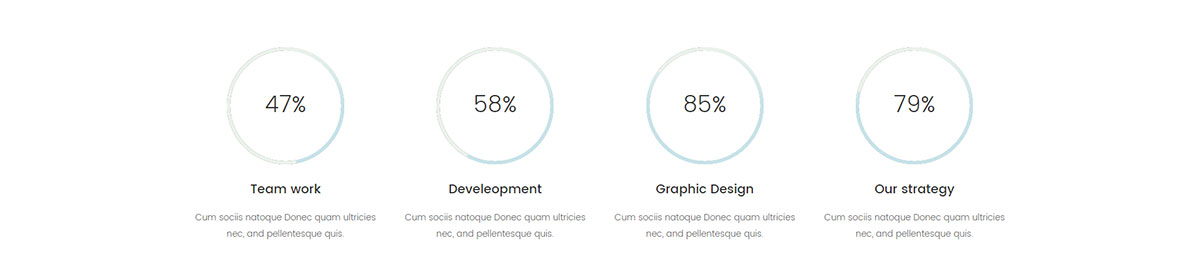 47% 58% 85% 79%
Team work Develeopment Graphic Design Our strategy
Cum sociis natoque Donec quam ultricies Cum sociis natoque Donec quam ultricies Cum sociis natoque Donec quam ultricies Cum sociis natoque Donec quam ultricies
nec, and pellentesque quis. nec, and pellentesque quis. nec, and pellentesque quis. nec, and pellentesque quis.